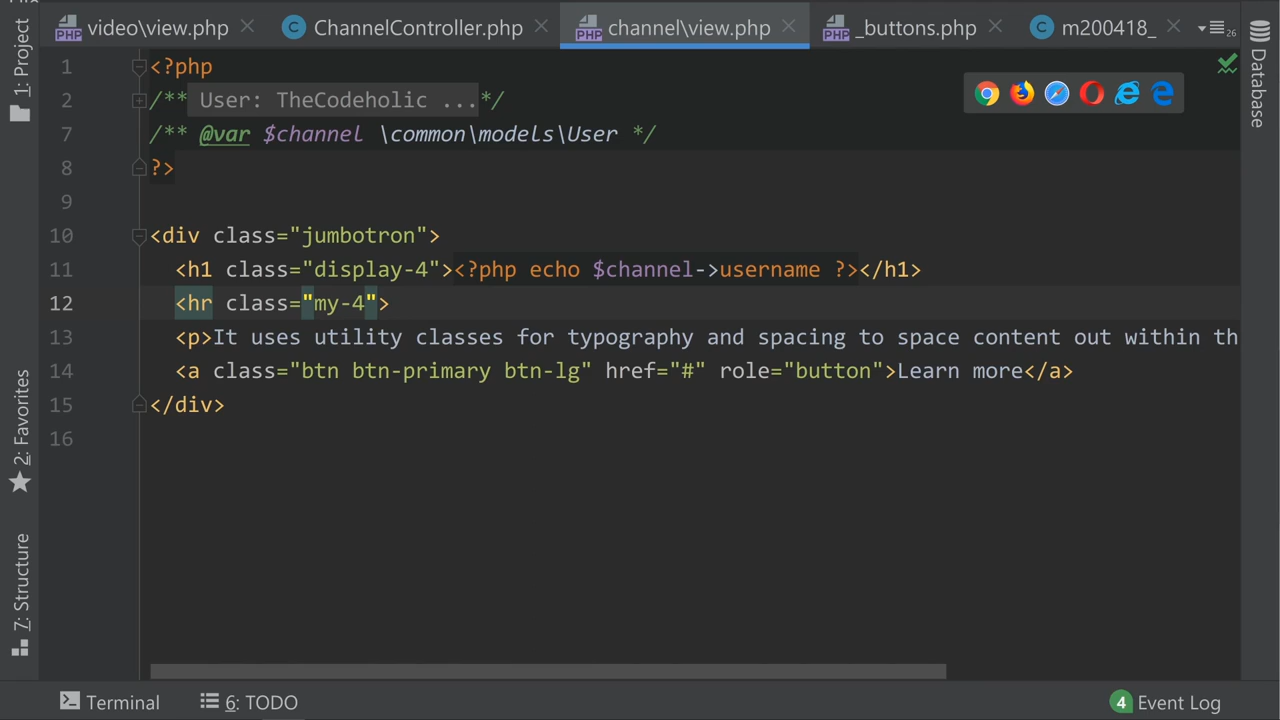 video\view.php
ChannelController.php
channel\view.php
_buttons.php
m200418_
26
1: Project
Database
2: Favorites
7: Structure
1 <?php
2 /** User: TheCodeholic ...*/
7 /** @var $channel \common\models\User */
8 ?>
9
10 <div class="jumbotron">
11 <h1 class="display-4"><?php echo $channel->username ?></h1>
12 <hr class="my-4">
13 <p>It uses utility classes for typography and spacing to space content out within th
14 <a class="btn btn-primary btn-lg" href="#" role="button">Learn more</a>
15 </div>
16
Terminal
6: TODO
4 Event Log